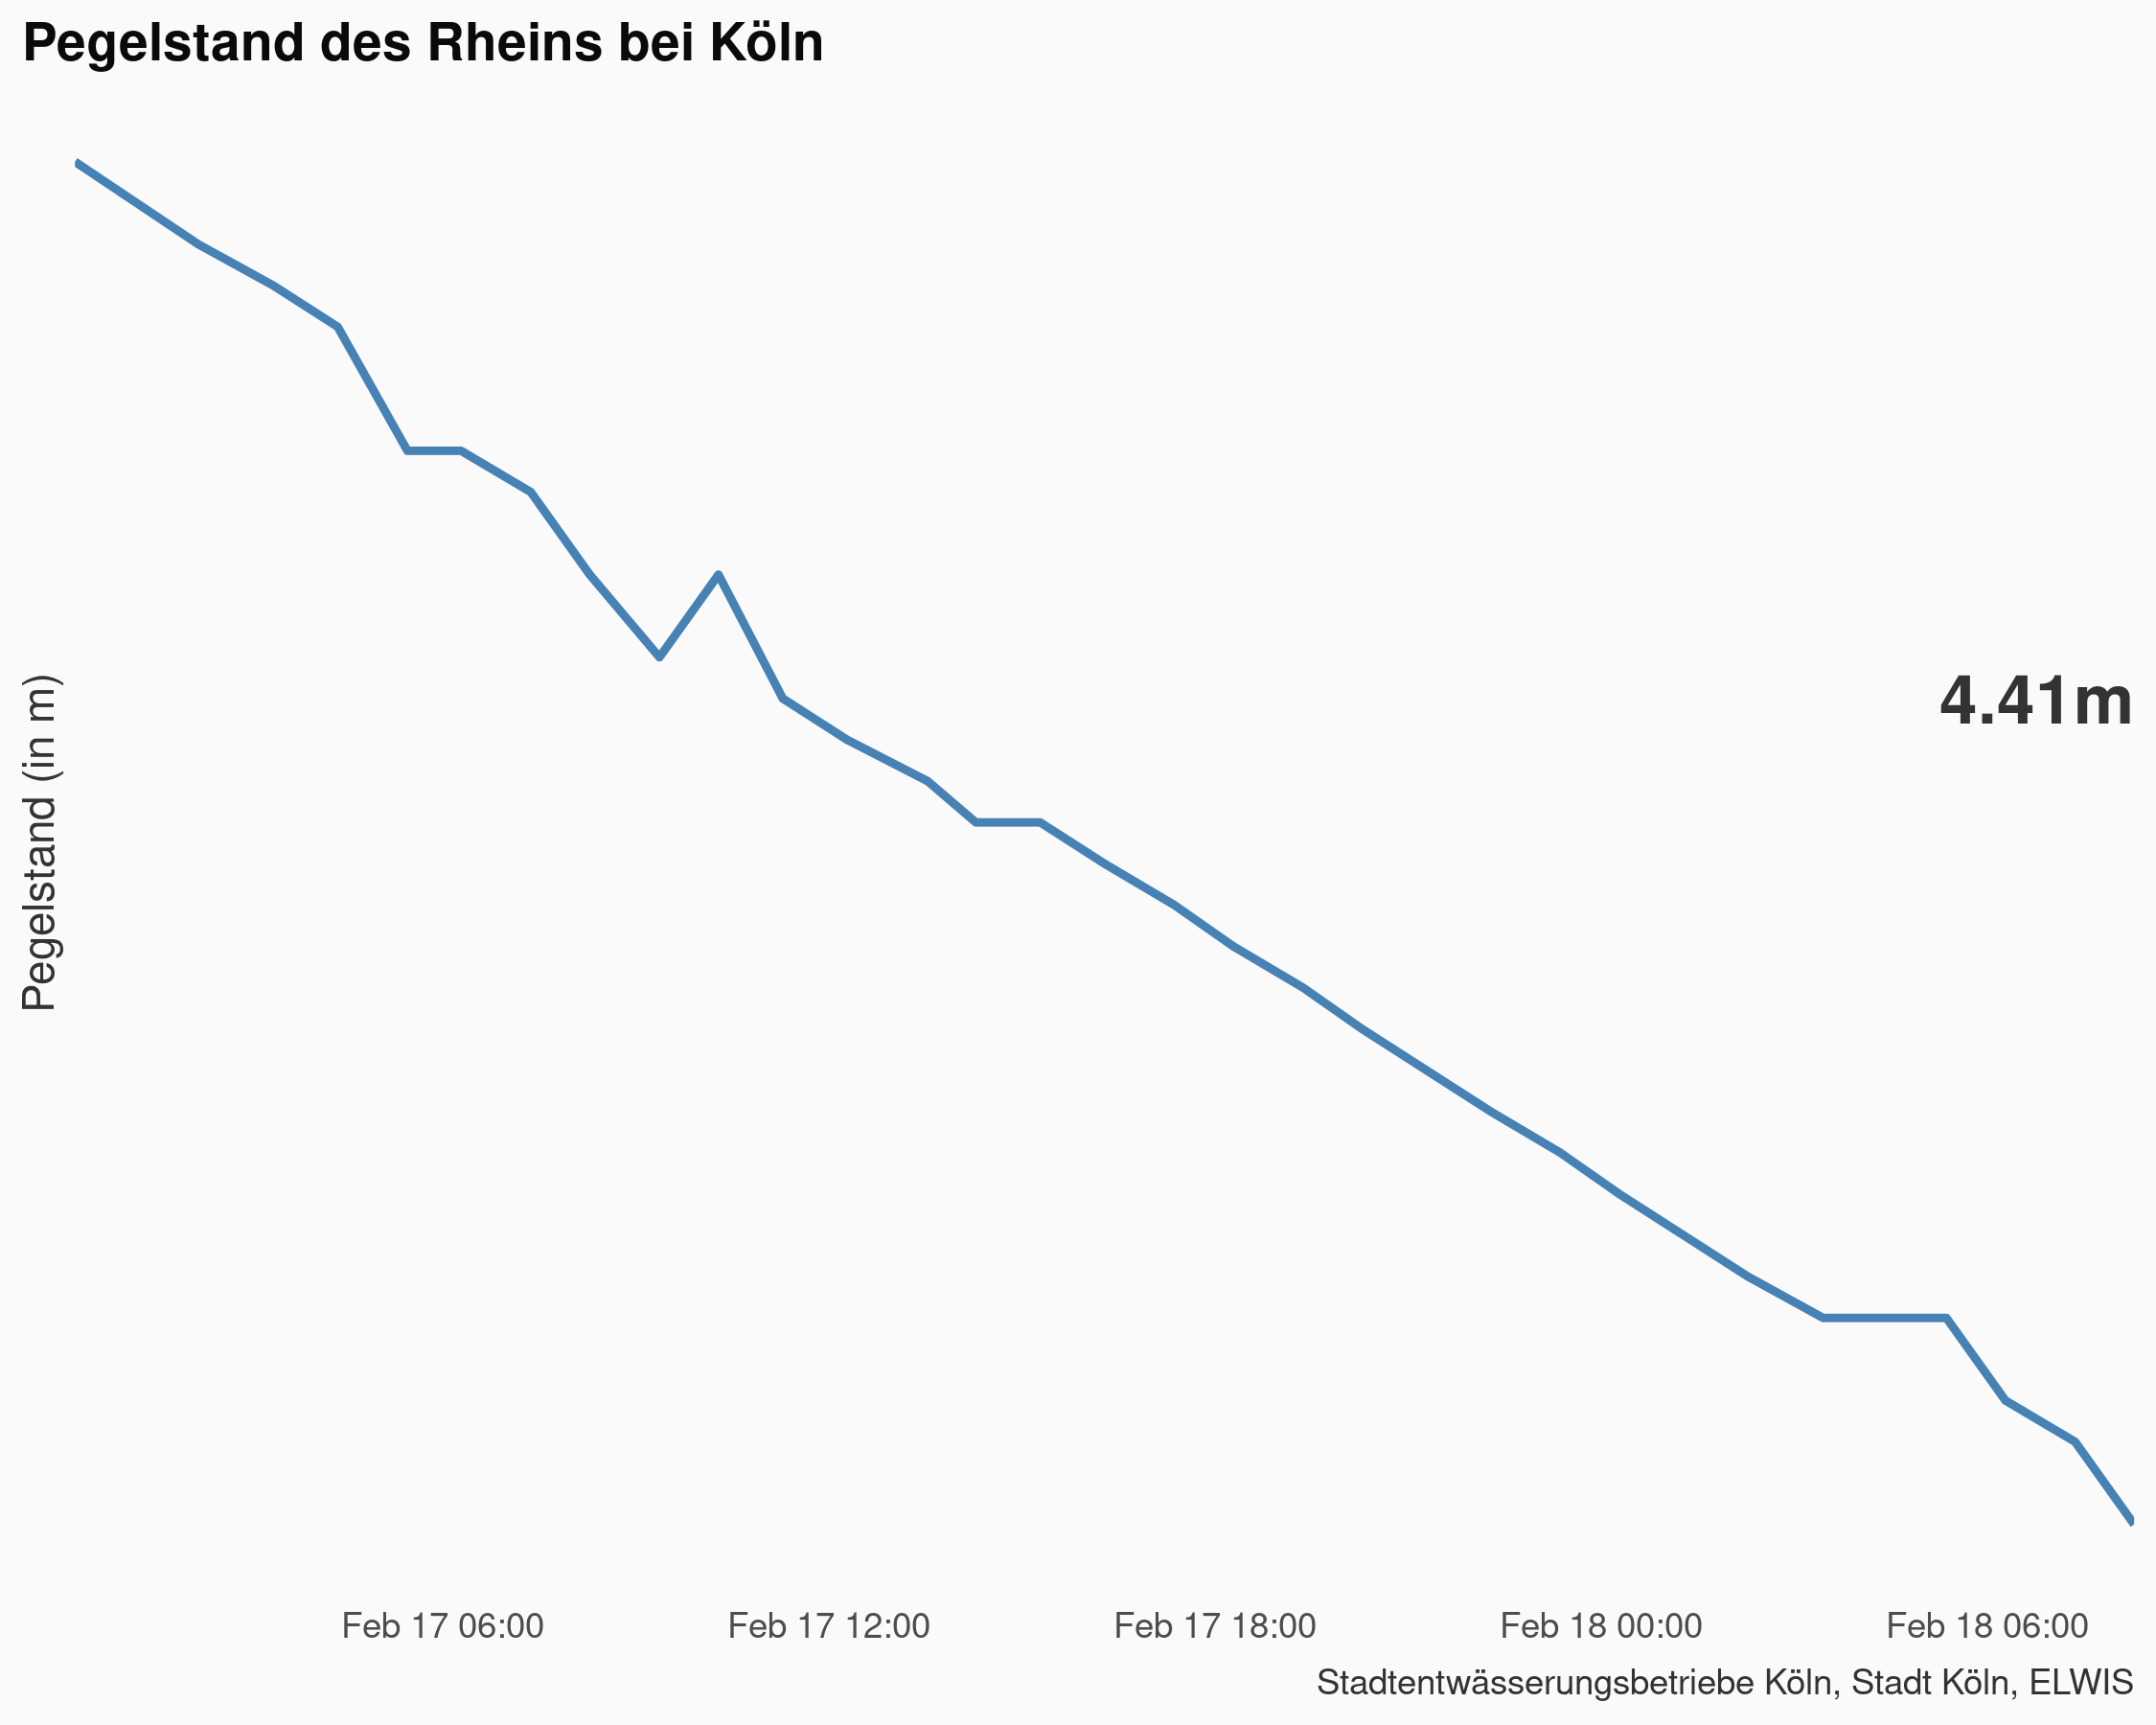 Pegelstand des Rheins bei Köln
Pegelstand (in m)
4.41m
Feb 17 06:00
Feb 17 12:00
Feb 17 18:00
Feb 18 00:00
Feb 18 06:00
Stadtentwässerungsbetriebe Köln, Stadt Köln, ELWIS